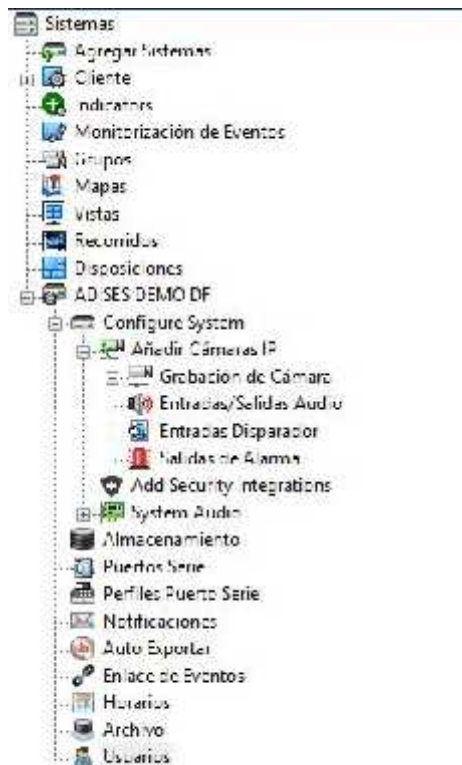 Sistemas
Agregar Sistemas
Cliente
Indicators
Monitorización de Eventos
Grupos
Mapas
Vistas
Recorridos
Disposiciones
ADISES DEMO DF
Configure System
Añadir Cámaras IP
Grabación de Cámara
Entradas/Salidas Audio
Entradas Disparador
Salidas de Alarma
Add Security Integrations
System Audio
Almacenamiento
Puertos Serie
Perfiles Puerto Serie
Notificaciones
Auto Exportar
Enlace de Eventos
Horarios
Archivo
Usuarios